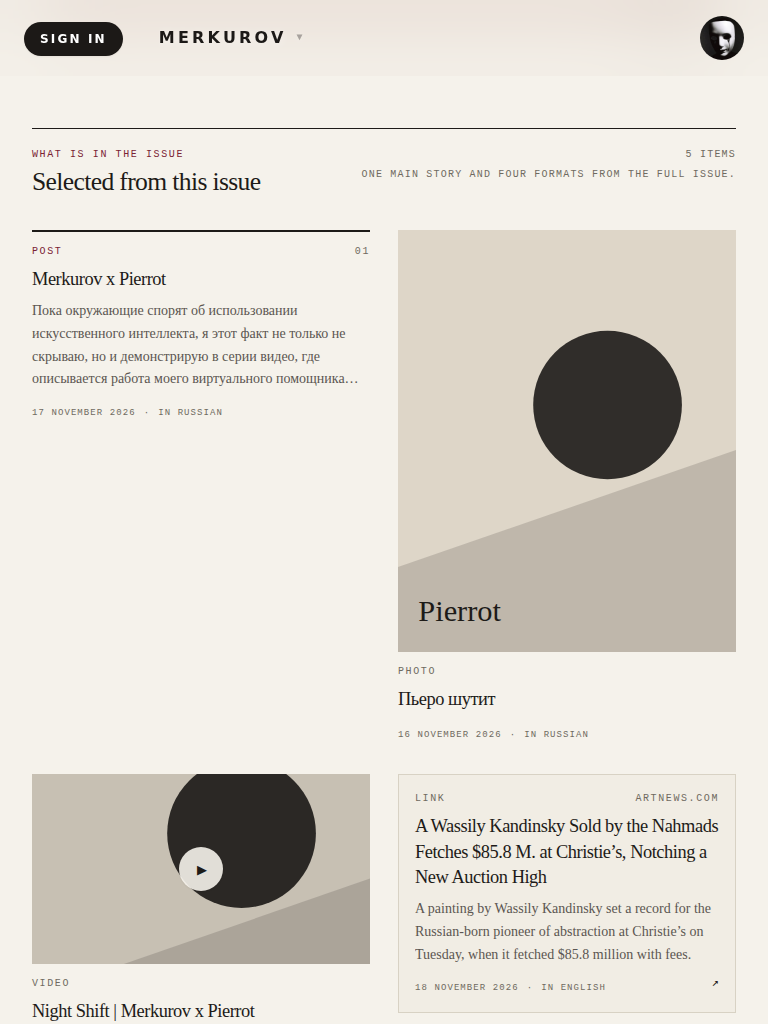 SIGN IN
MERKUROV ▼
WHAT IS IN THE ISSUE
Selected from this issue
5 ITEMS
ONE MAIN STORY AND FOUR FORMATS FROM THE FULL ISSUE.
POST
01
Merkurov x Pierrot
Пока окружающие спорят об использовании
искусственного интеллекта, я этот факт не только не
скрываю, но и демонстрирую в серии видео, где
описывается работа моего виртуального помощника…
17 NOVEMBER 2026 · IN RUSSIAN
Pierrot
PHOTO
Пьеро шутит
16 NOVEMBER 2026 · IN RUSSIAN
VIDEO
Night Shift | Merkurov x Pierrot
LINK
ARTNEWS.COM
A Wassily Kandinsky Sold by the Nahmads
Fetches $85.8 M. at Christie’s, Notching a
New Auction High
A painting by Wassily Kandinsky set a record for the
Russian-born pioneer of abstraction at Christie’s on
Tuesday, when it fetched $85.8 million with fees.
18 NOVEMBER 2026 · IN ENGLISH
↗